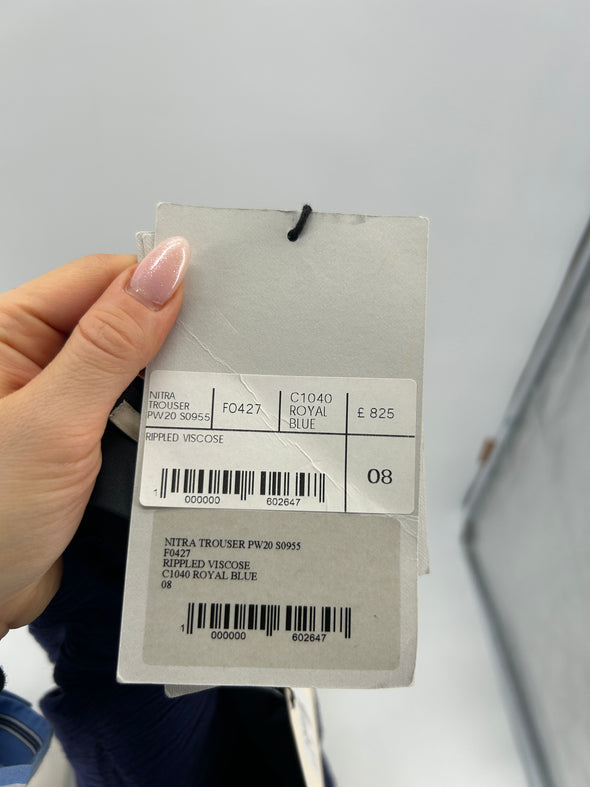 NITRA
TROUSER
PW20 S0955
F0427
C1040
ROYAL
BLUE
£ 825
RIPPLED VISCOSE
08
1 000000 602647
NITRA TROUSER PW20 S0955
F0427
RIPPLED VISCOSE
C1040 ROYAL BLUE
08
1 000000 602647